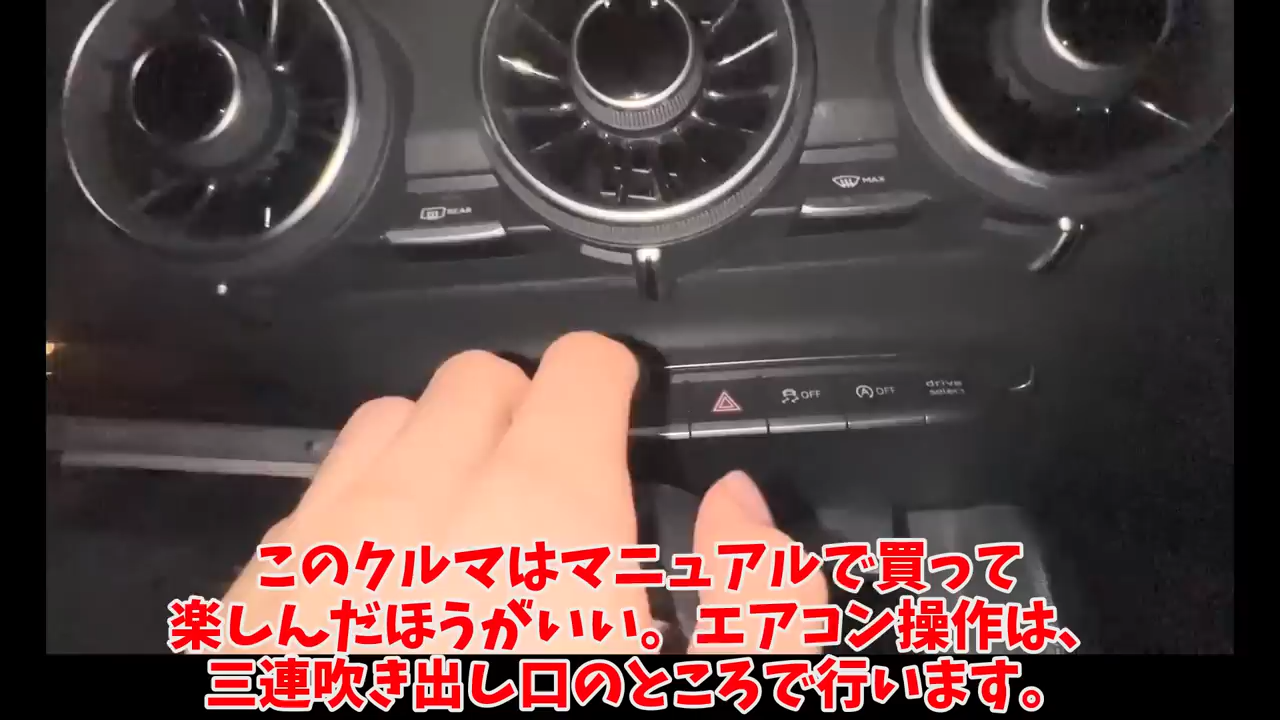 REAR
MAX
OFF
A OFF
drive
select
このクルマはマニュアルで買って
楽しんだほうがいい。エアコン操作は、
三連吹き出し口のところで行います。